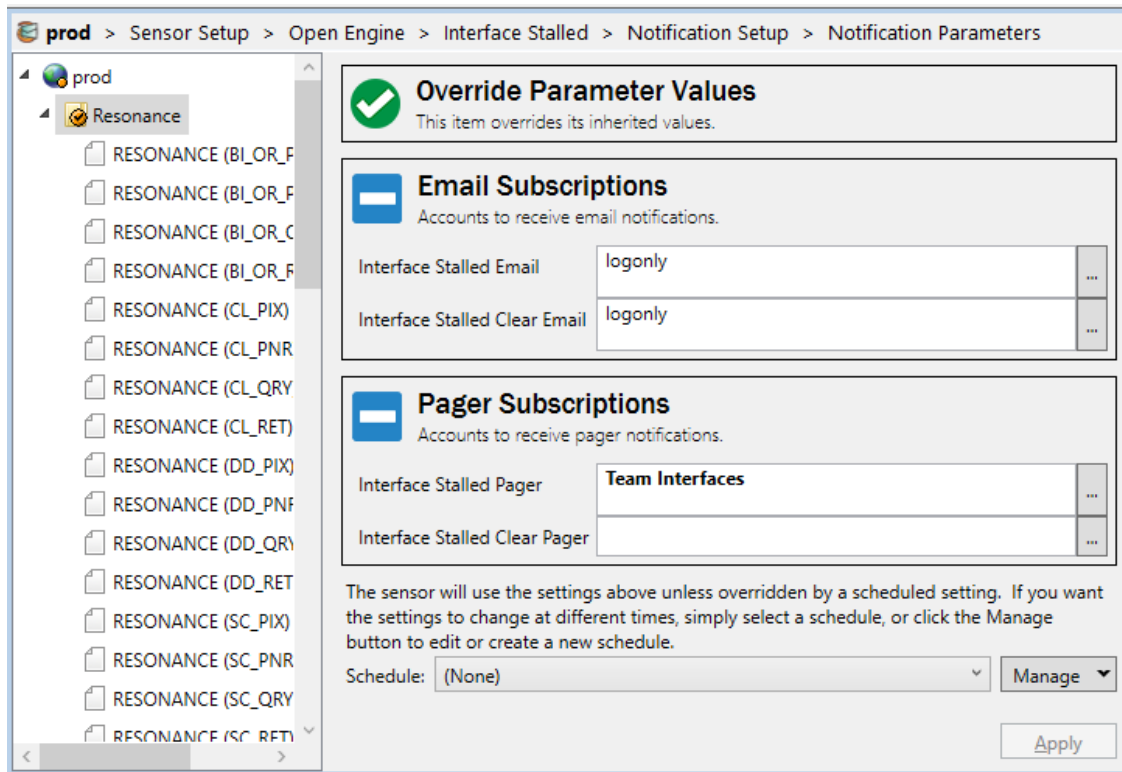 prod > Sensor Setup > Open Engine > Interface Stalled > Notification Setup > Notification Parameters
prod
Resonance
RESONANCE (BI_OR_P
RESONANCE (BI_OR_P
RESONANCE (BI_OR_
RESONANCE (BI_OR_R
RESONANCE (CL_PIX)
RESONANCE (CL_PNR
RESONANCE (CL_QRY
RESONANCE (CL_RET)
RESONANCE (DD_PIX)
RESONANCE (DD_PNR
RESONANCE (DD_QRY
RESONANCE (DD_RET
RESONANCE (SC_PIX)
RESONANCE (SC_PNR
RESONANCE (SC_QRY
RESONANCE (SC_RET)
Override Parameter Values
This item overrides its inherited values.
Email Subscriptions
Accounts to receive email notifications.
Interface Stalled Email logonly ...
Interface Stalled Clear Email logonly ...
Pager Subscriptions
Accounts to receive pager notifications.
Interface Stalled Pager Team Interfaces ...
Interface Stalled Clear Pager ...
The sensor will use the settings above unless overridden by a scheduled setting. If you want
the settings to change at different times, simply select a schedule, or click the Manage
button to edit or create a new schedule.
Schedule: (None) Manage
Apply